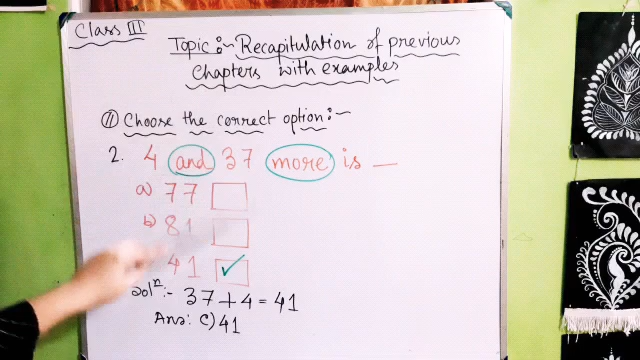 Class III
Topic:~ Recapitulation of previous
Chapters with examples
II Choose the correct option:~
2. 4 and 37 more is _
a) 77
b) 81
41 ✓
Solⁿ:- 37 + 4 = 41
Ans: C) 41